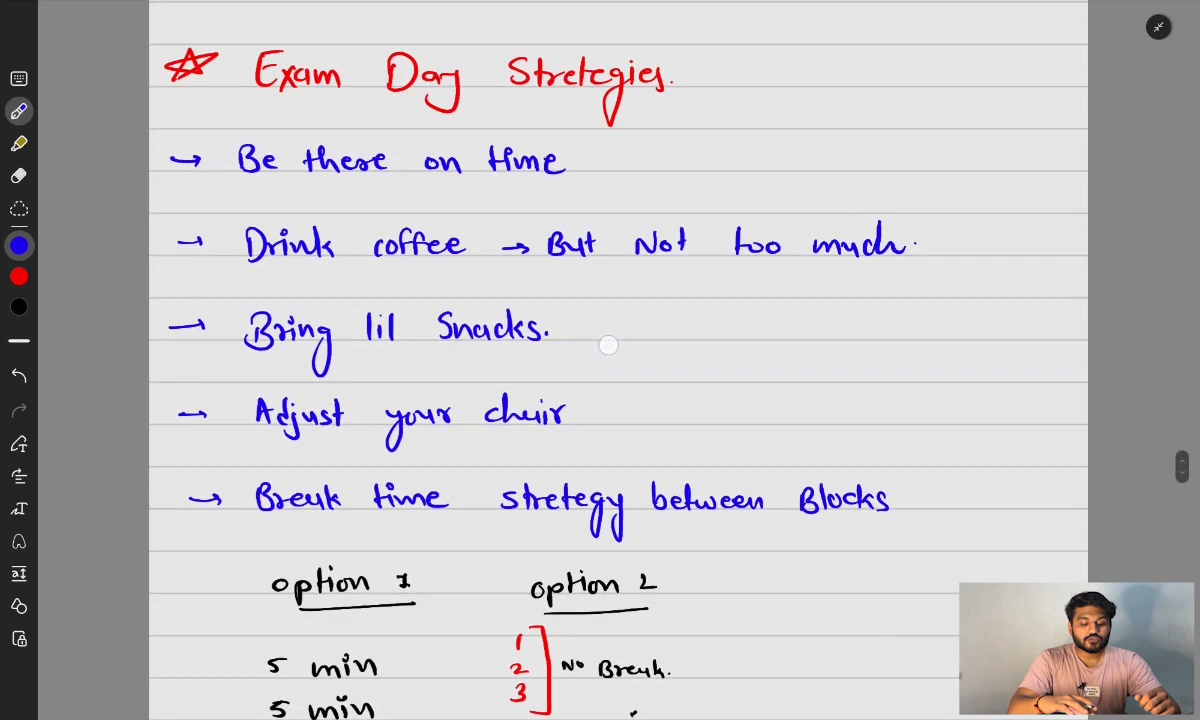 ☆ Exam Day Stretegies.
→ Be there on time
→ Drink coffee → But Not too much.
→ Bring lil Snacks.
→ Adjust your chair
→ Break time stretegy between Blocks
option 1 option 2
1
5 min 2 No Break.
3
5 min